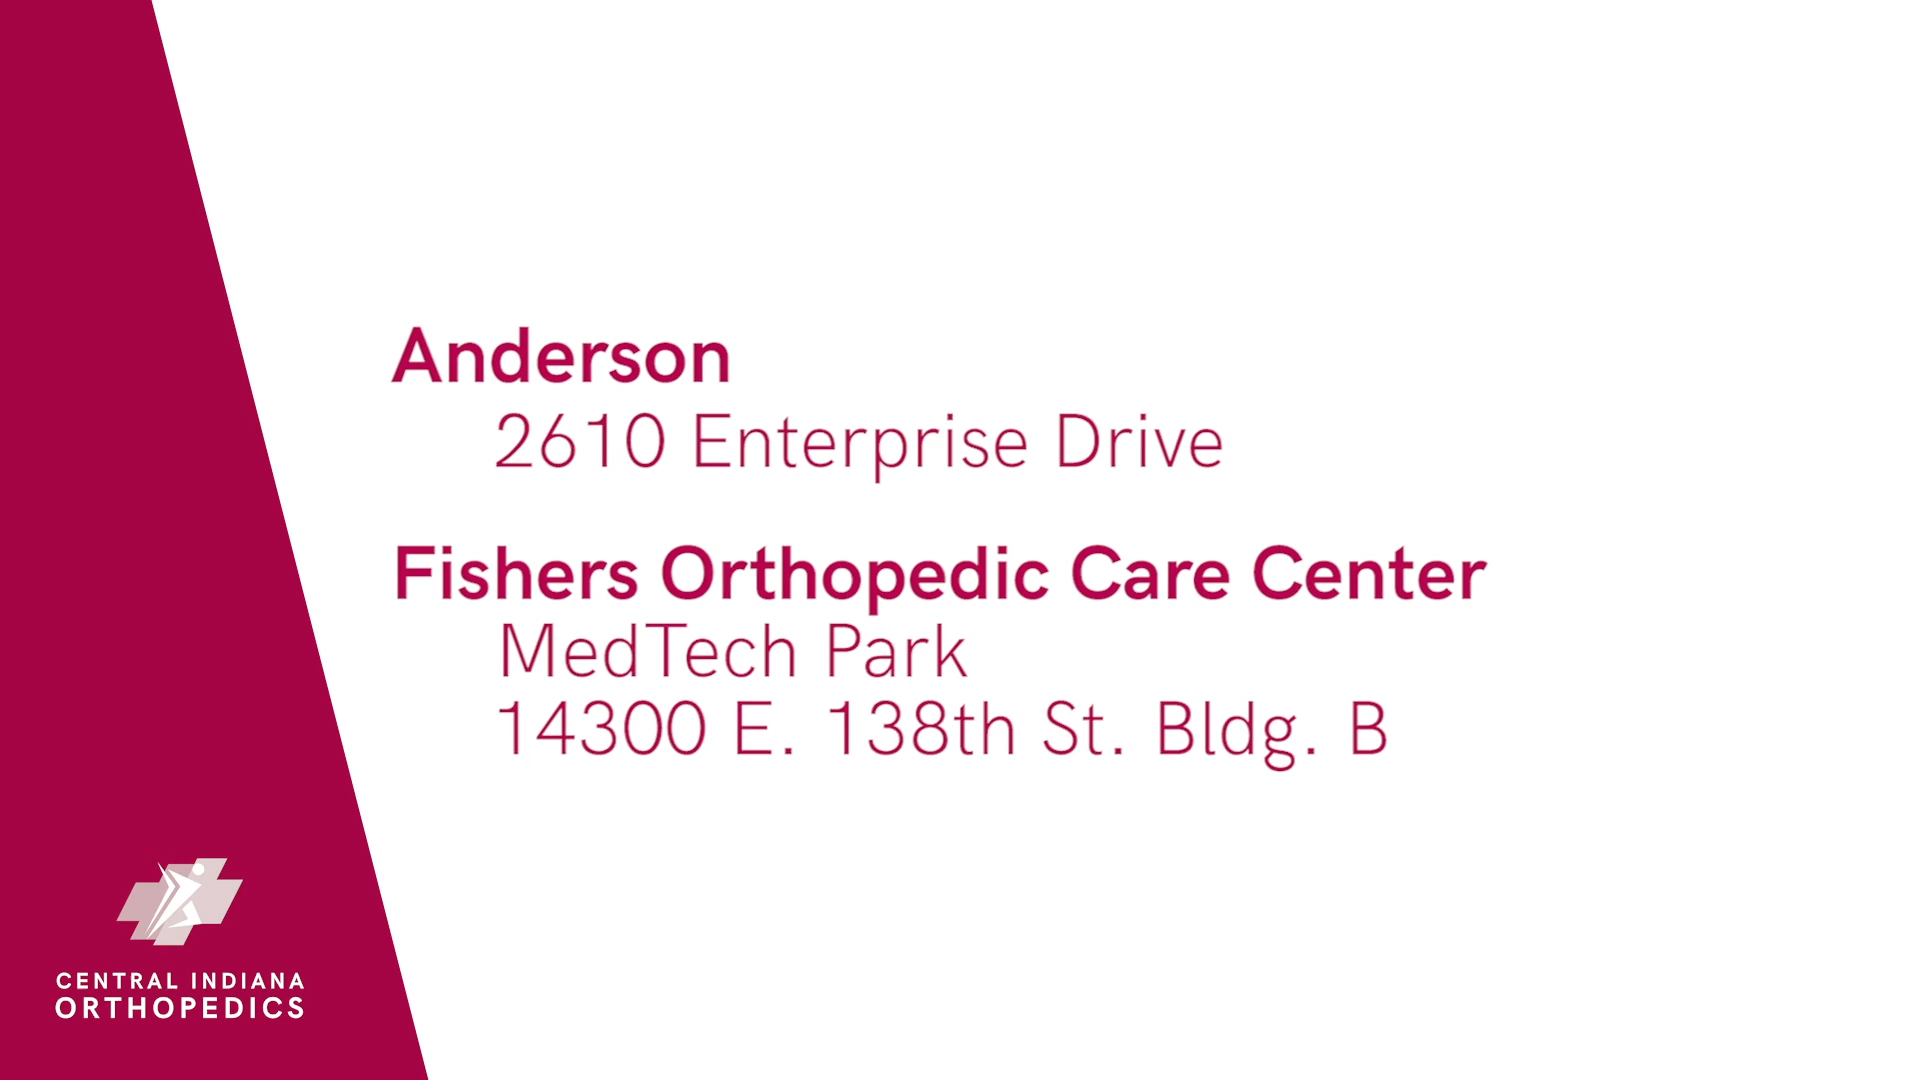 Anderson
2610 Enterprise Drive
Fishers Orthopedic Care Center
MedTech Park
14300 E. 138th St. Bldg. B
CENTRAL INDIANA
ORTHOPEDICS